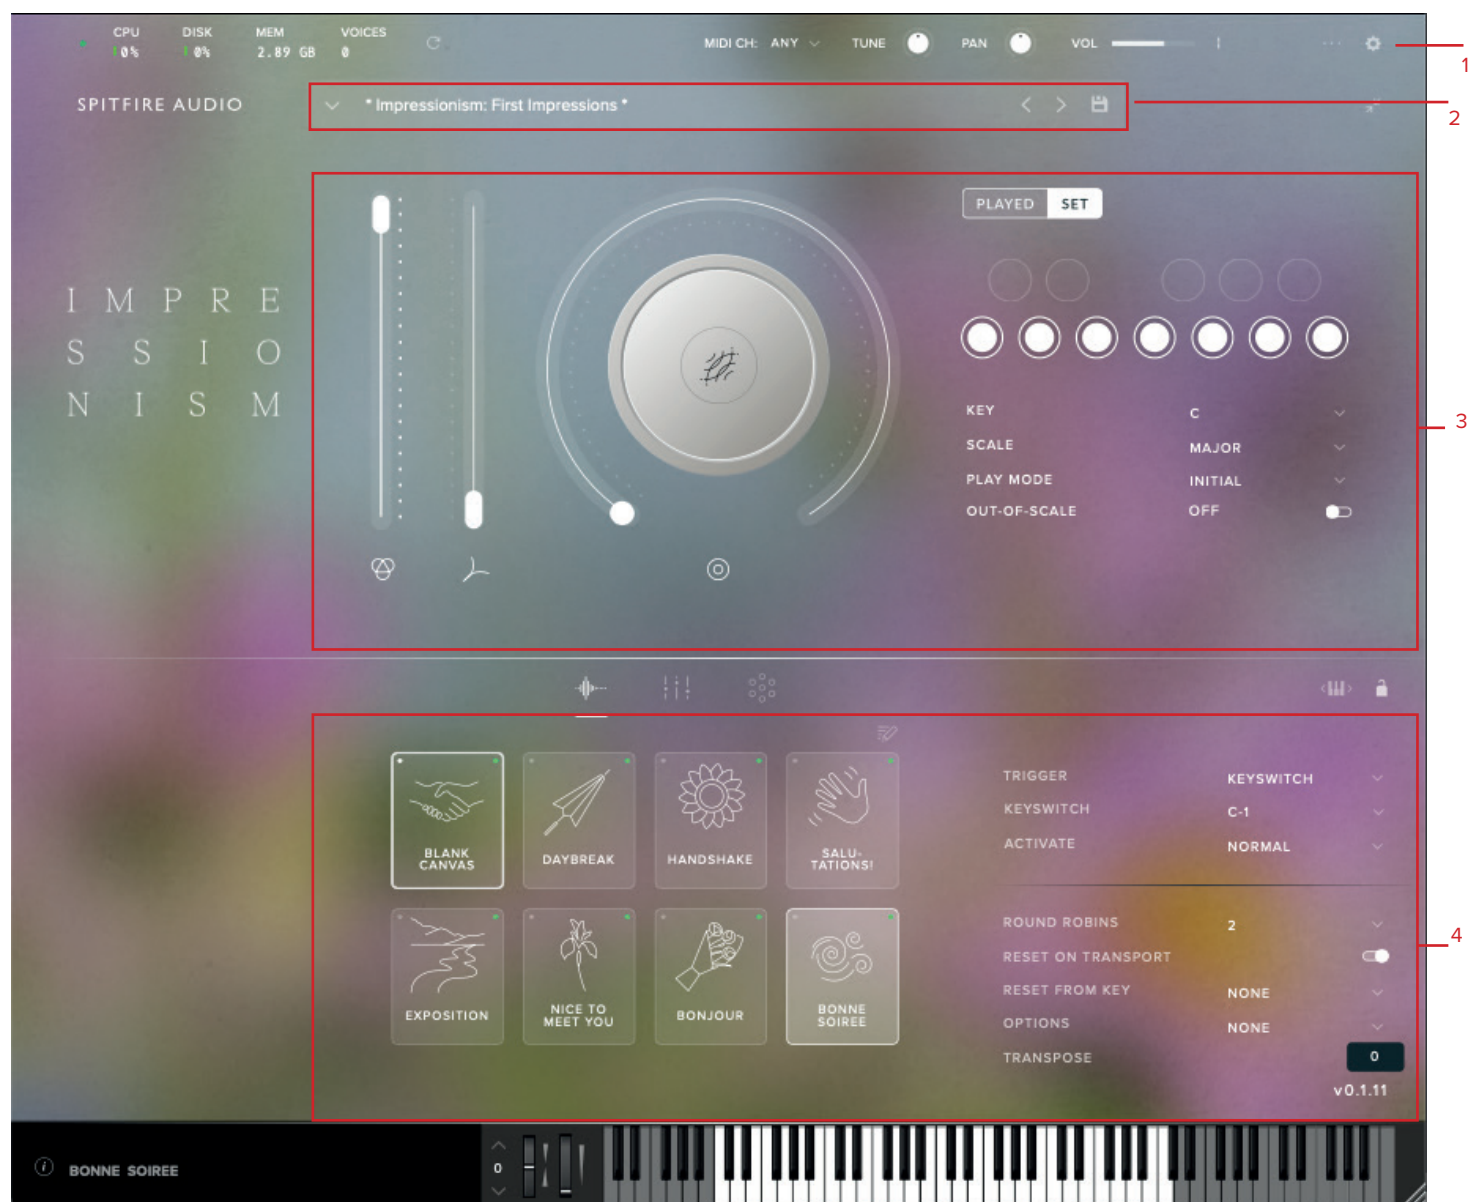 CPU DISK MEM VOICES
0% 0% 2.89 GB 0
MIDI CH: ANY TUNE PAN VOL
1
SPITFIRE AUDIO
* Impressionism: First Impressions *
2
PLAYED SET
IMPRE
SSIO
NISM
KEY C
SCALE MAJOR
PLAY MODE INITIAL
OUT-OF-SCALE OFF
3
BLANK
CANVAS
DAYBREAK
HANDSHAKE
SALU-
TATIONS!
TRIGGER KEYSWITCH
KEYSWITCH C-1
ACTIVATE NORMAL
EXPOSITION
NICE TO
MEET YOU
BONJOUR
BONNE
SOIREE
ROUND ROBINS 2
RESET ON TRANSPORT
RESET FROM KEY NONE
OPTIONS NONE
TRANSPOSE 0
4
v0.1.11
i BONNE SOIREE
0